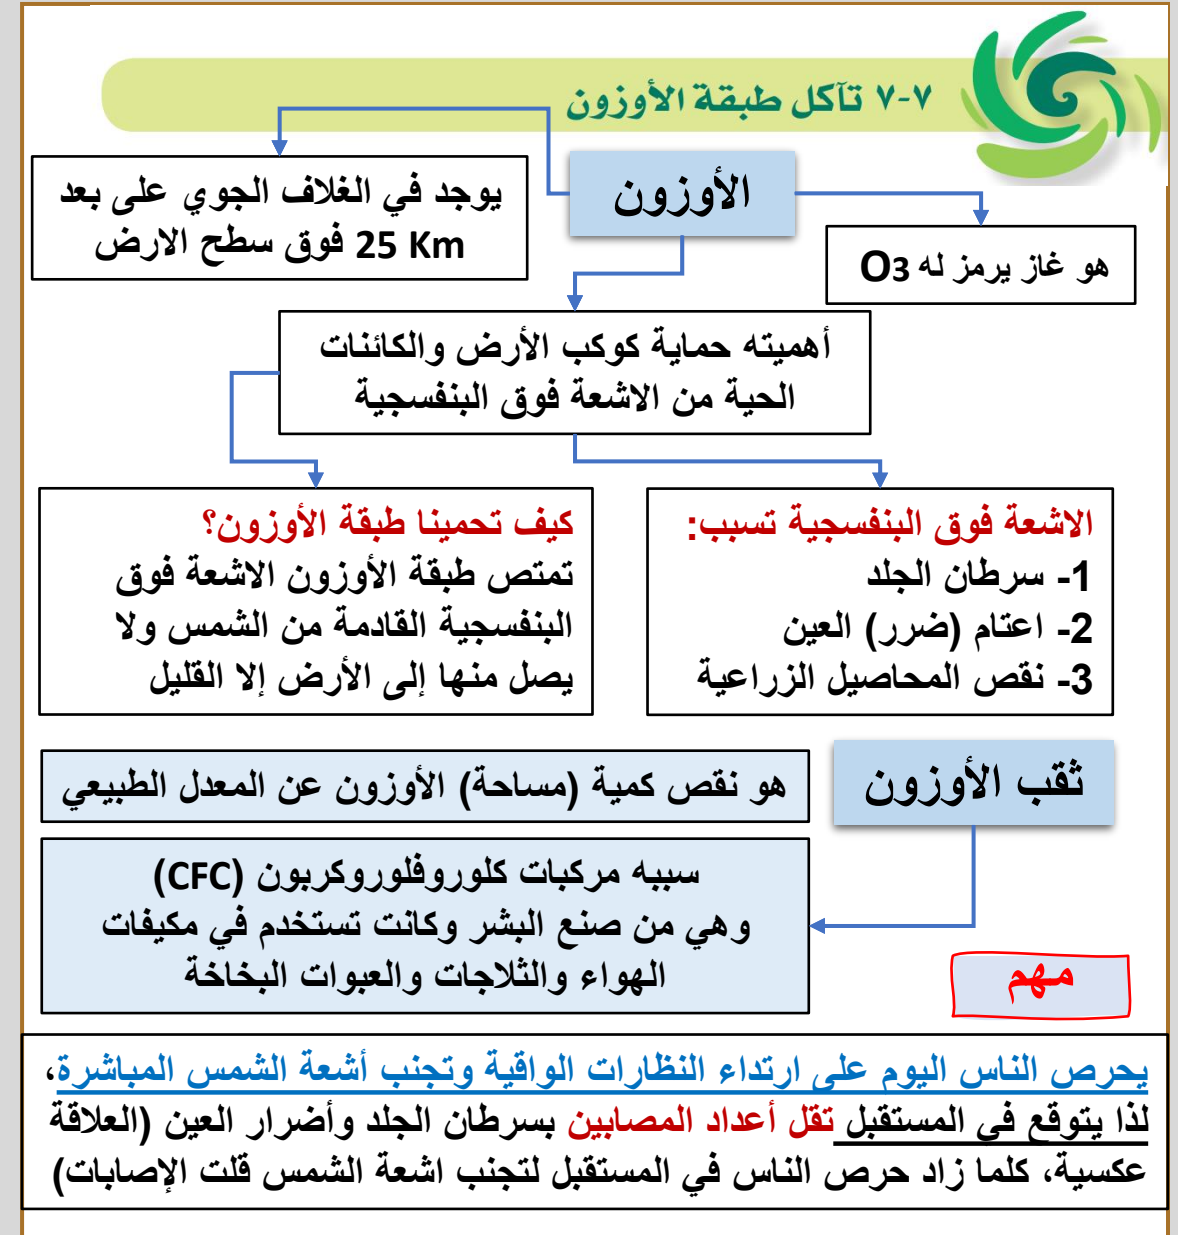 ٧-٧ تآكل طبقة الأوزون
الأوزون
هو غاز يرمز له O3
يوجد في الغلاف الجوي على بعد
25 Km فوق سطح الارض
أهميته حماية كوكب الأرض والكائنات
الحية من الاشعة فوق البنفسجية
الاشعة فوق البنفسجية تسبب:
1- سرطان الجلد
2- اعتام (ضرر) العين
3- نقص المحاصيل الزراعية
كيف تحمينا طبقة الأوزون؟
تمتص طبقة الأوزون الاشعة فوق
البنفسجية القادمة من الشمس ولا
يصل منها إلى الأرض إلا القليل
ثقب الأوزون
هو نقص كمية (مساحة) الأوزون عن المعدل الطبيعي
سببه مركبات كلوروفلوروكربون (CFC)
وهي من صنع البشر وكانت تستخدم في مكيفات
الهواء والثلاجات والعبوات البخاخة
مهم
يحرص الناس اليوم على ارتداء النظارات الواقية وتجنب أشعة الشمس المباشرة،
لذا يتوقع في المستقبل تقل أعداد المصابين بسرطان الجلد وأضرار العين (العلاقة
عكسية، كلما زاد حرص الناس في المستقبل لتجنب اشعة الشمس قلت الإصابات)